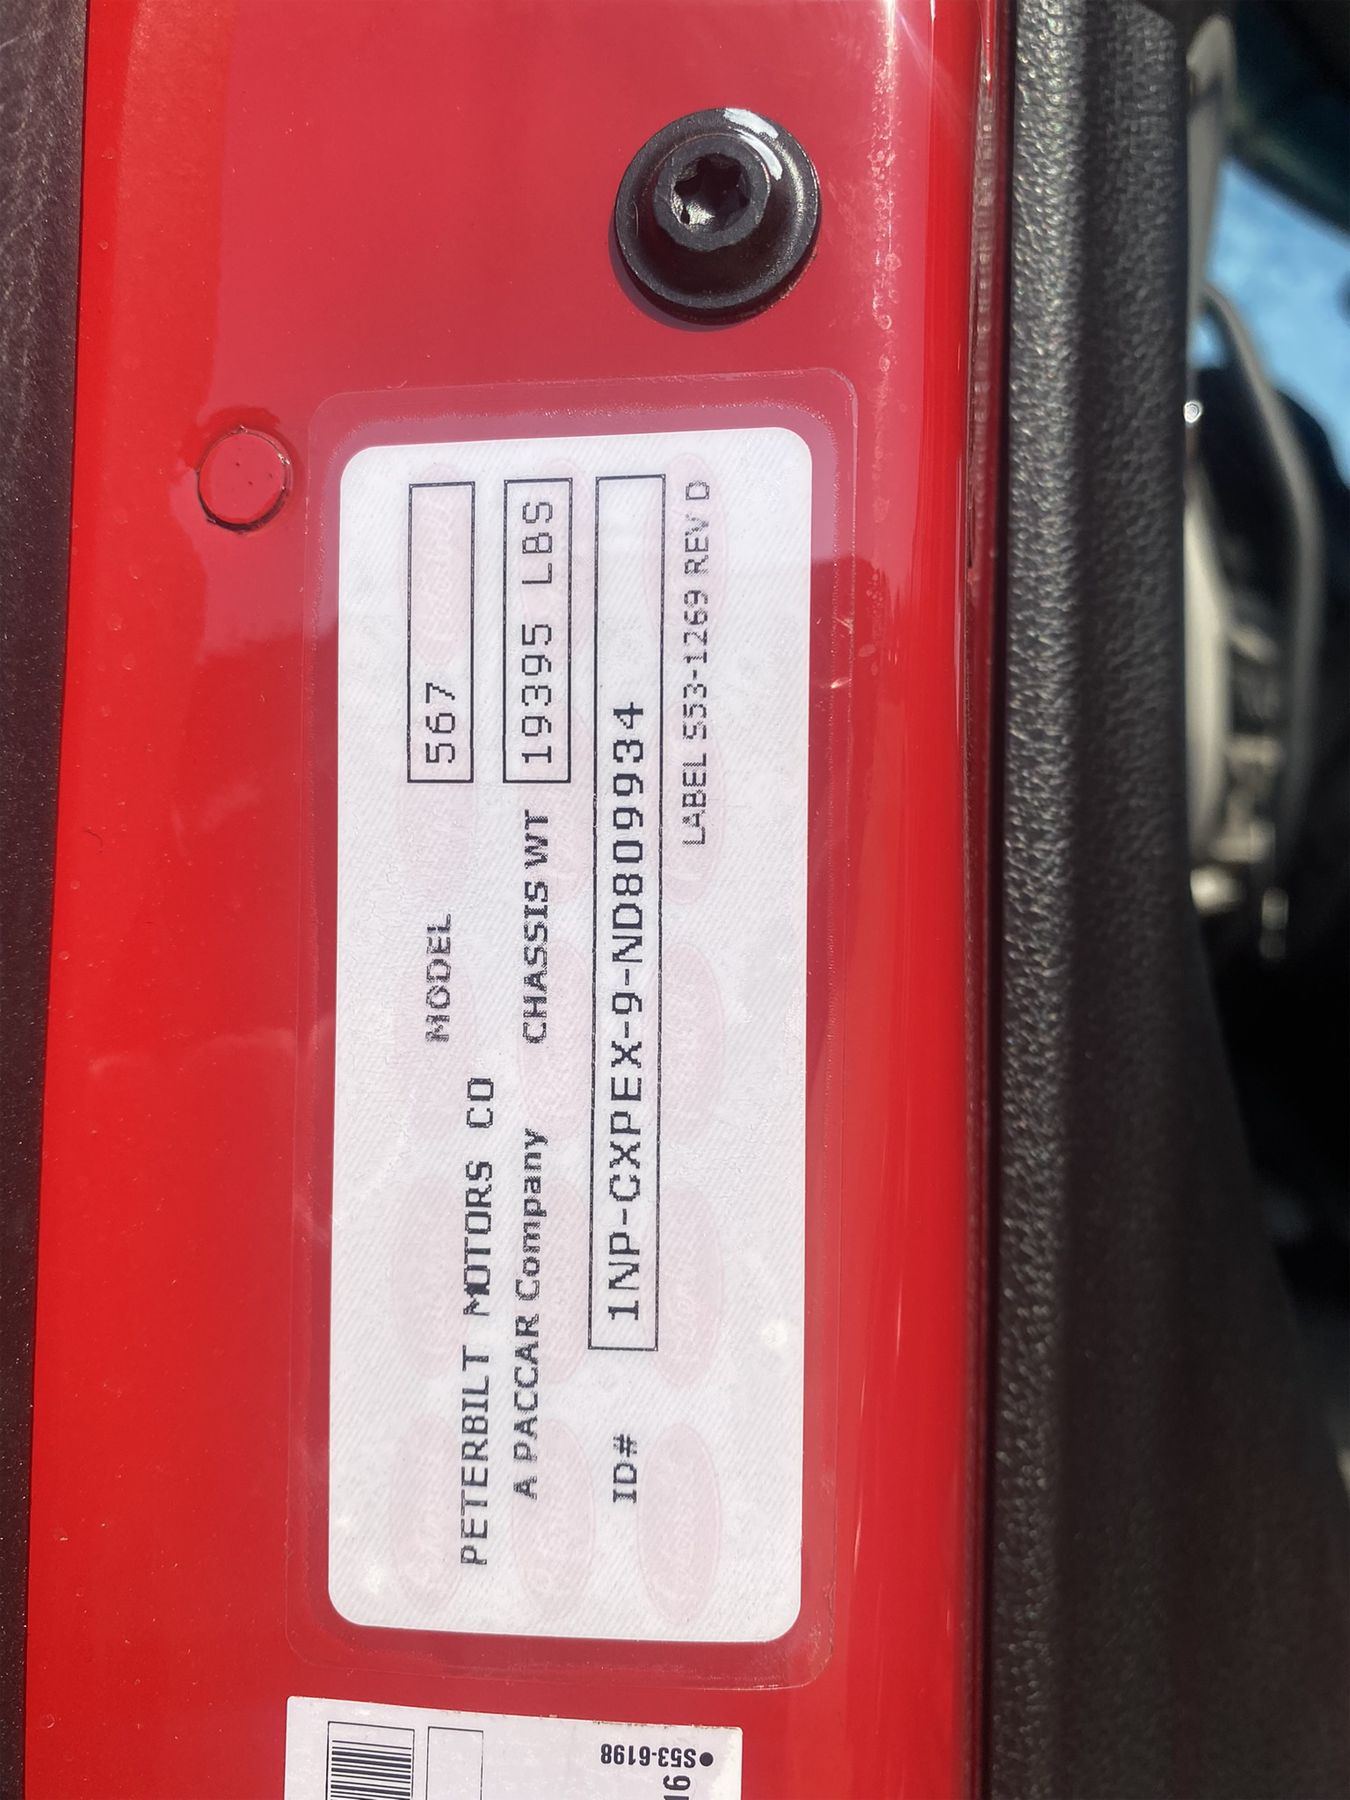 MODEL 567
PETERBILT MOTORS CO
A PACCAR Company CHASSIS WT 19395 LBS
ID# 1NP-CXPEX-9-ND809934
LABEL S53-1269 REV D
●S53-6198